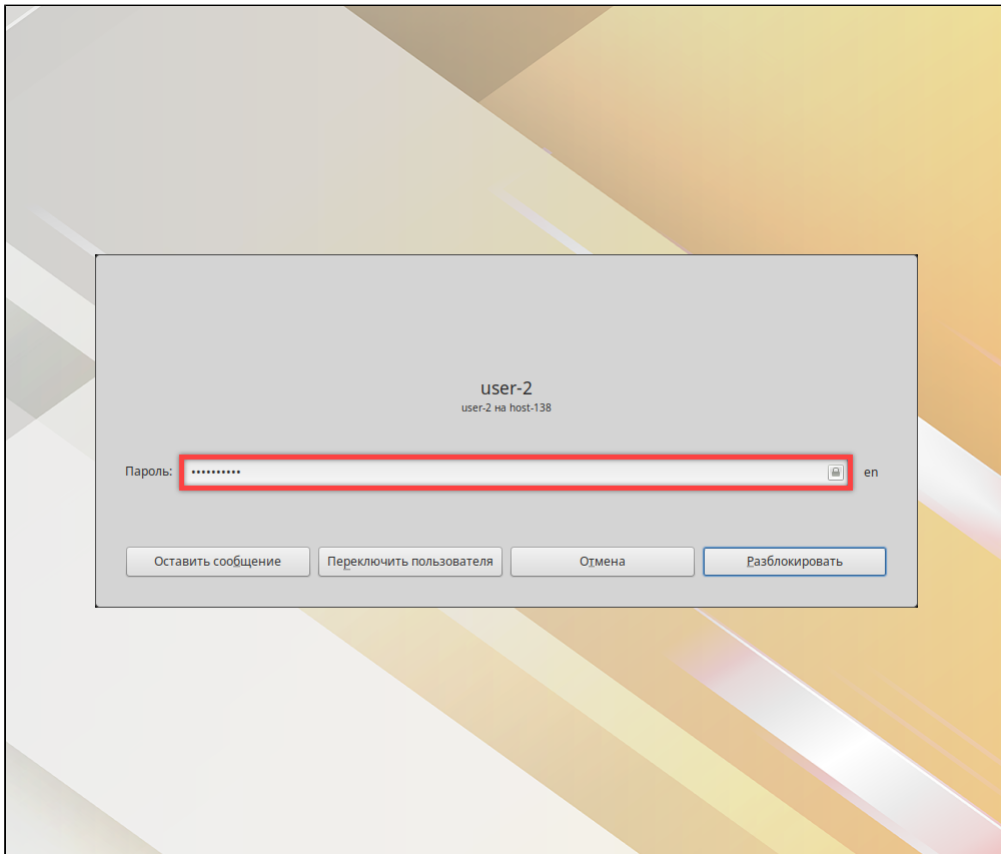 user-2
user-2 на host-138
Пароль: •••••••••• en
Оставить сообщение Переключить пользователя Отмена Разблокировать